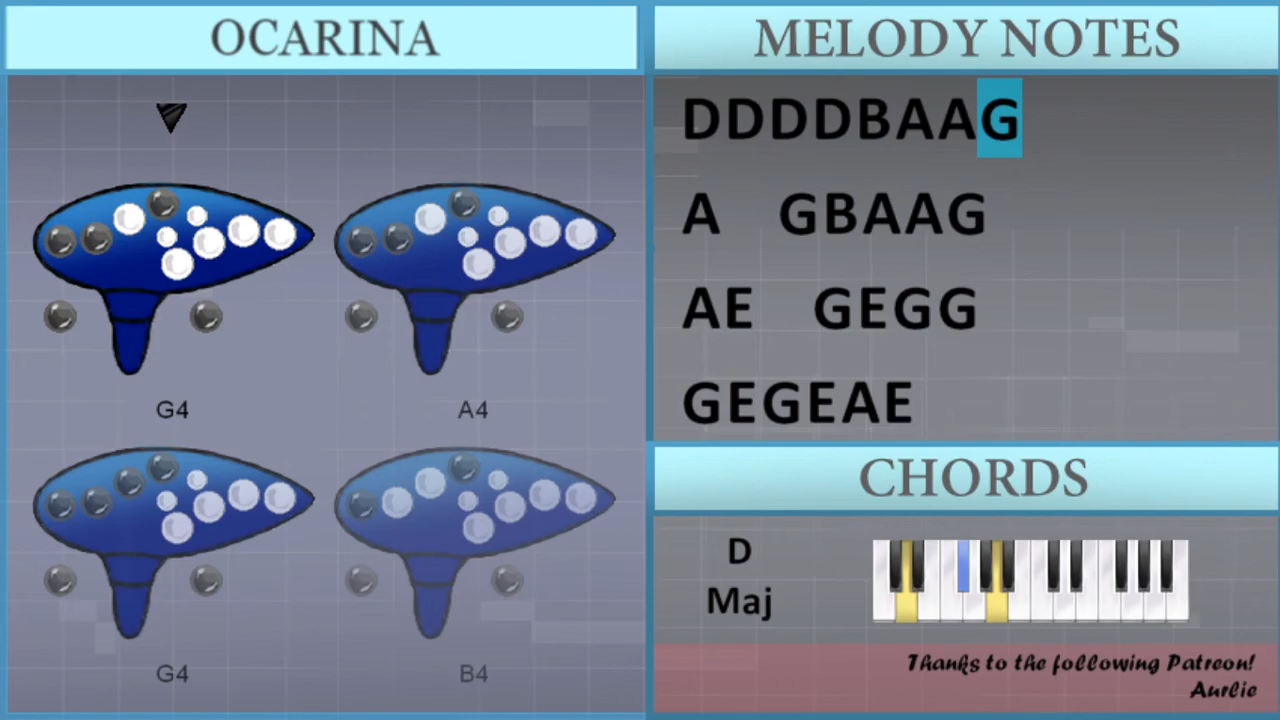 OCARINA
G4
A4
G4
B4
MELODY NOTES
DDDDBAAG
A GBAAG
AE GEGG
GEGEAE
CHORDS
D
Maj
Thanks to the following Patreon!
Aurlie